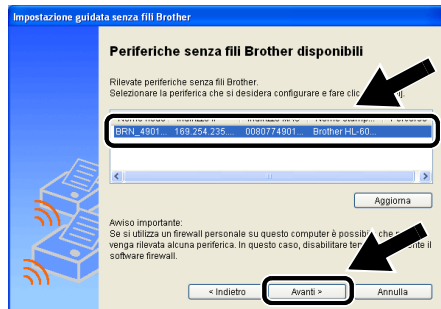 Impostazione guidata senza fili Brother
Periferiche senza fili Brother disponibili
Rilevate periferiche senza fili Brother.
Selezionare la periferica che si desidera configurare e fare clic
BRN_4901... 169.254.235.... 0080774901... Brother HL-60...
Aggiorna
Avviso importante:
Se si utilizza un firewall personale su questo computer è possibile che
venga rilevata alcuna periferica. In questo caso, disabilitare il
software firewall.
< Indietro Avanti > Annulla